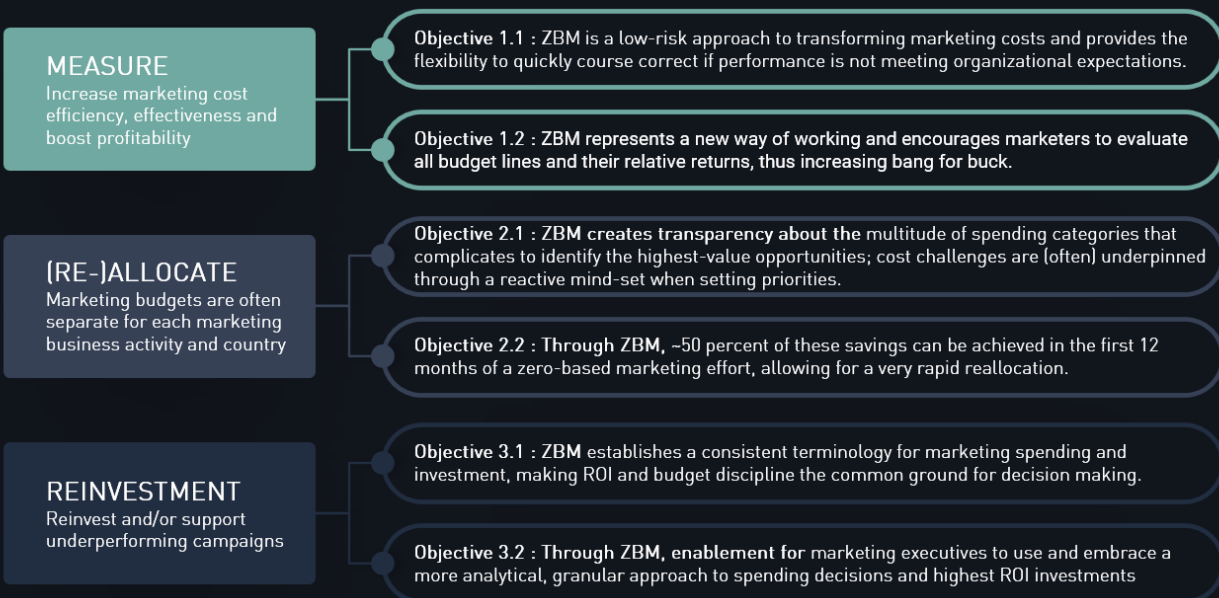 MEASURE
Increase marketing cost
efficiency, effectiveness and
boost profitability
Objective 1.1 : ZBM is a low-risk approach to transforming marketing costs and provides the
flexibility to quickly course correct if performance is not meeting organizational expectations.
Objective 1.2 : ZBM represents a new way of working and encourages marketers to evaluate
all budget lines and their relative returns, thus increasing bang for buck.
(RE-)ALLOCATE
Marketing budgets are often
separate for each marketing
business activity and country
Objective 2.1 : ZBM creates transparency about the multitude of spending categories that
complicates to identify the highest-value opportunities; cost challenges are (often) underpinned
through a reactive mind-set when setting priorities.
Objective 2.2 : Through ZBM, ~50 percent of these savings can be achieved in the first 12
months of a zero-based marketing effort, allowing for a very rapid reallocation.
REINVESTMENT
Reinvest and/or support
underperforming campaigns
Objective 3.1 : ZBM establishes a consistent terminology for marketing spending and
investment, making ROI and budget discipline the common ground for decision making.
Objective 3.2 : Through ZBM, enablement for marketing executives to use and embrace a
more analytical, granular approach to spending decisions and highest ROI investments